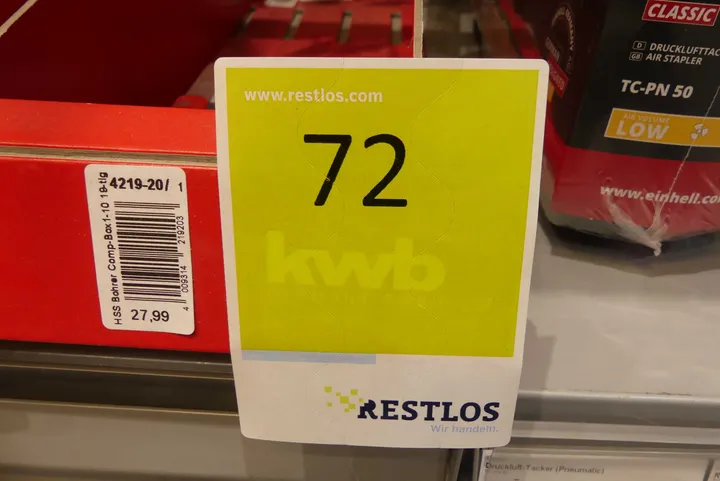 www.restlos.com
72
kwb
RESTLOS
Wir handeln.
4219-20/ 1
HSS Bohrer Comp-Box 1-10 19-tlg
4 009314 219203
27,99
CLASSIC
D DRUCKLUFTTAC
GB AIR STAPLER
TC-PN 50
AIR VOLUME
LOW
www.einhell.co
Druckluft-Tacker (Pneumatic)